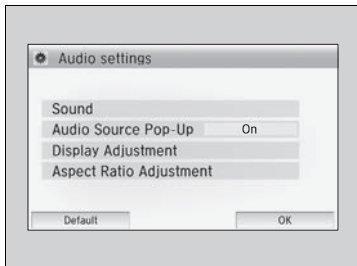 Audio settings
Sound
Audio Source Pop-Up On
Display Adjustment
Aspect Ratio Adjustment
Default OK